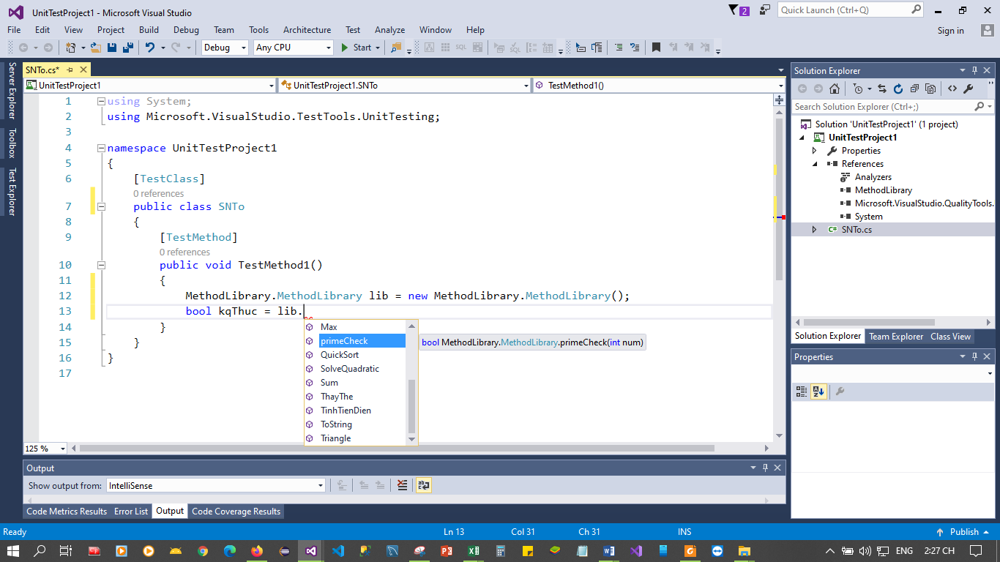 UnitTestProject1 - Microsoft Visual Studio
2
Quick Launch (Ctrl+Q)
File Edit View Project Build Debug Team Tools Architecture Test Analyze Window Help
Sign in
Debug Any CPU Start
Server Explorer
Toolbox
Test Explorer
SNTo.cs*
UnitTestProject1 UnitTestProject1.SNTo TestMethod1()
1 using System;
2 using Microsoft.VisualStudio.TestTools.UnitTesting;
3
4 namespace UnitTestProject1
5 {
6 [TestClass]
0 references
7 public class SNTo
8 {
9 [TestMethod]
0 references
10 public void TestMethod1()
11 {
12 MethodLibrary.MethodLibrary lib = new MethodLibrary.MethodLibrary();
13 bool kqThuc = lib.
14 }
15 }
16 }
17
Max
primeCheck
QuickSort
SolveQuadratic
Sum
ThayThe
TinhTienDien
ToString
Triangle
bool MethodLibrary.MethodLibrary.primeCheck(int num)
125 %
Solution Explorer
Search Solution Explorer (Ctrl+;)
Solution 'UnitTestProject1' (1 project)
UnitTestProject1
Properties
References
Analyzers
MethodLibrary
Microsoft.VisualStudio.QualityTools.
System
C# SNTo.cs
Solution Explorer Team Explorer Class View
Properties
Output
Show output from: IntelliSense
Code Metrics Results Error List Output Code Coverage Results
Ready Ln 13 Col 31 Ch 31 INS Publish
ENG 2:27 CH